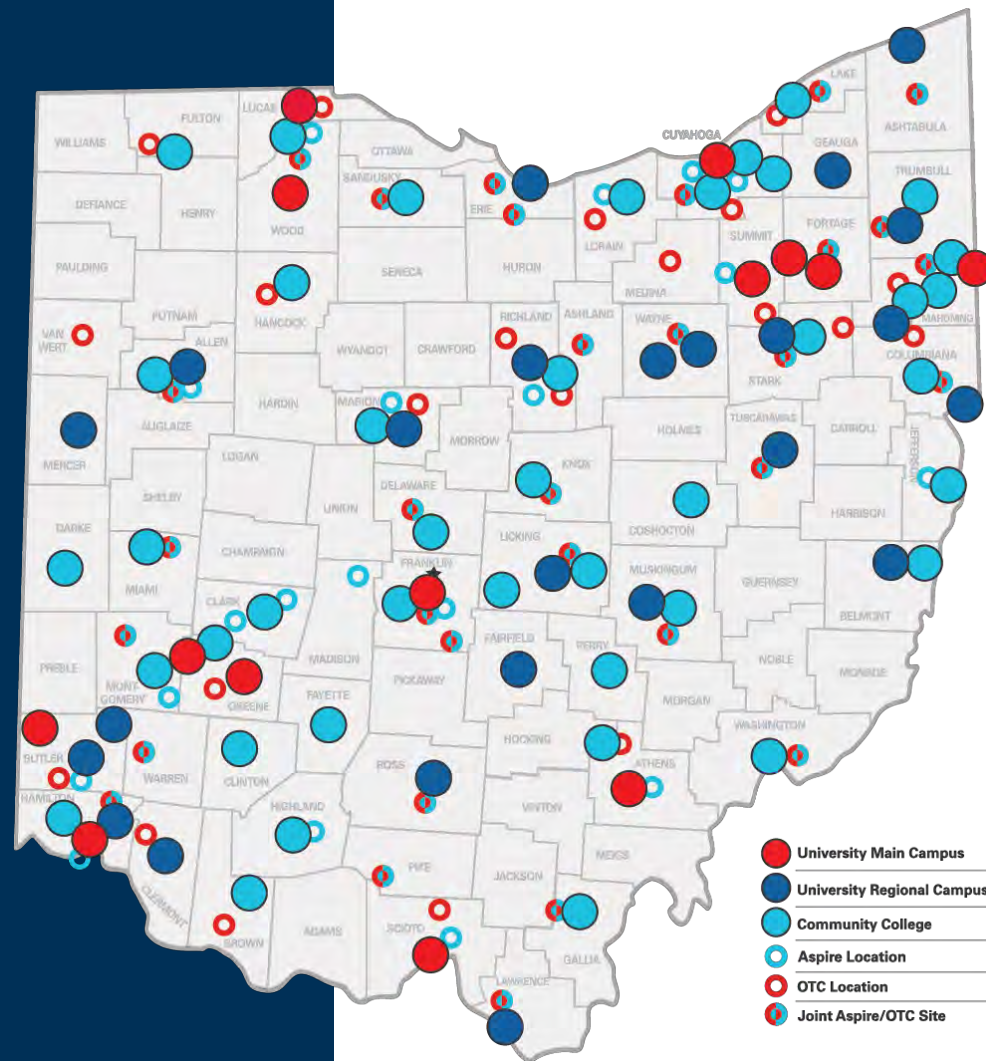 LAKE
LUCAS
FULTON
ASHTABULA
CUYAHOGA
WILLIAMS
GEAUGA
OTTAWA
TRUMBULL
SANDUSKY
DEFIANCE
HENRY
ERIE
WOOD
LORAIN
SUMMIT
PORTAGE
PAULDING
SENECA
HURON
MEDINA
PUTNAM
HANCOCK
RICHLAND
ASHLAND
WAYNE
MAHONING
VAN
WERT
ALLEN
WYANDOT
CRAWFORD
COLUMBIANA
STARK
HARDIN
MARION
AUGLAIZE
TUSCARAWAS
CARROLL
HOLMES
MORROW
JEFFERSON
LOGAN
MERCER
KNOX
DELAWARE
SHELBY
UNION
HARRISON
DARKE
COSHOCTON
LICKING
CHAMPAIGN
FRANKLIN
MUSKINGUM
GUERNSEY
MIAMI
CLARK
BELMONT
FAIRFIELD
PERRY
MADISON
NOBLE
PREBLE
MONROE
PICKAWAY
MONT-
GOMERY
FAYETTE
MORGAN
GREENE
WASHINGTON
HOCKING
BUTLER
ROSS
ATHENS
WARREN
CLINTON
HAMILTON
HIGHLAND
VINTON
University Main Campus
MEIGS
PIKE
JACKSON
University Regional Campus
CLERMONT
Community College
SCIOTO
ADAMS
BROWN
GALLIA
Aspire Location
LAWRENCE
OTC Location
Joint Aspire/OTC Site